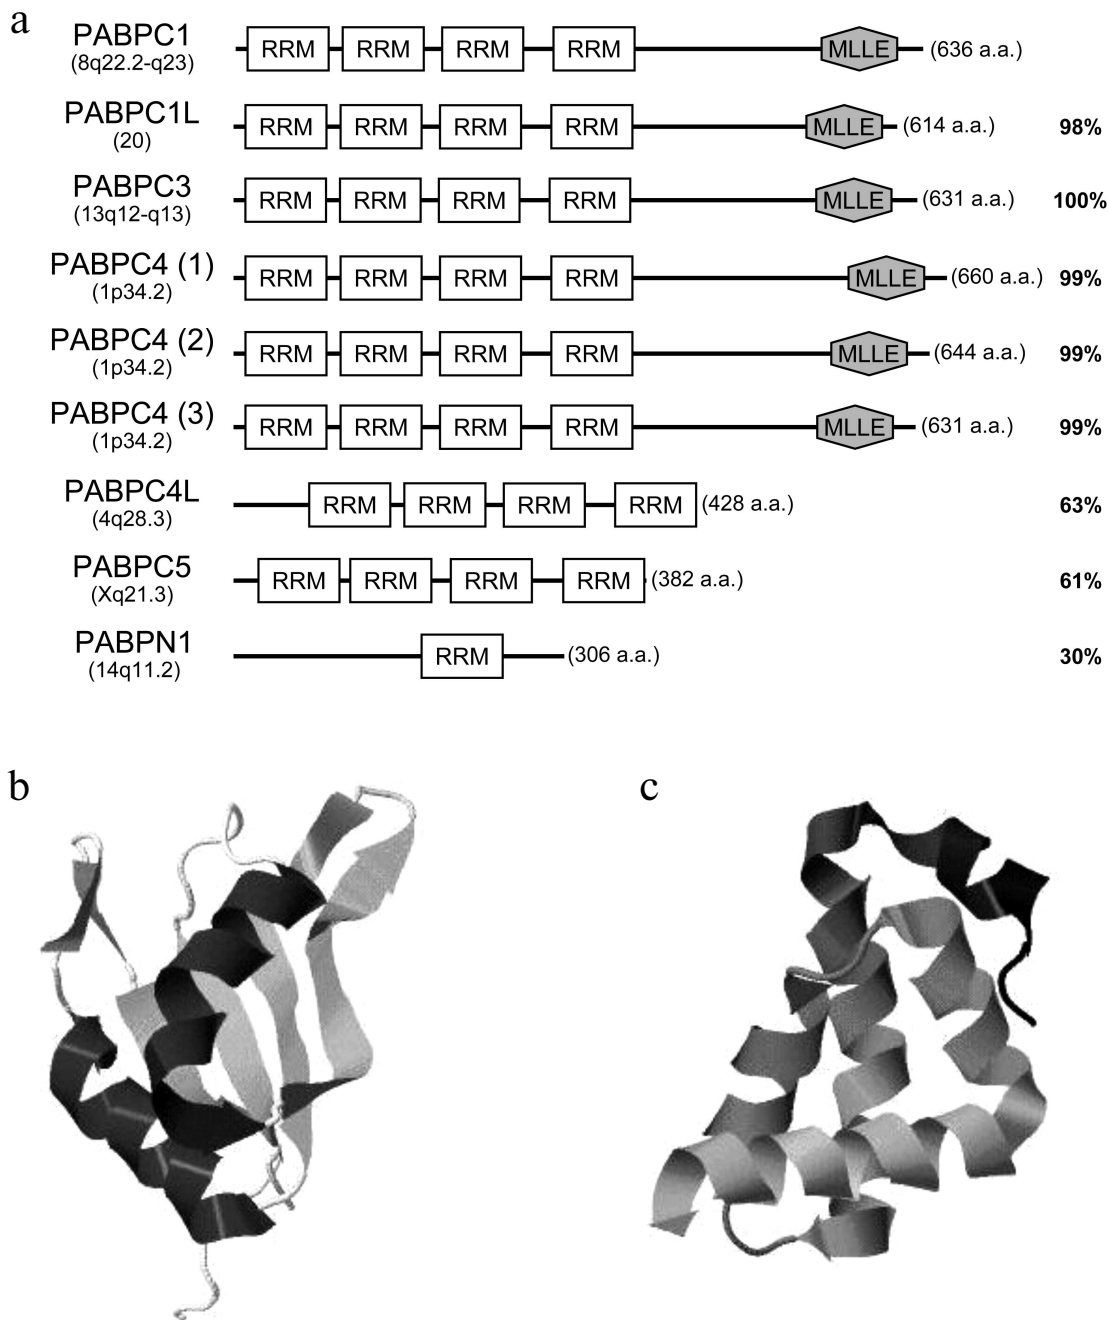 a
PABPC1
(8q22.2-q23)
RRM RRM RRM RRM MLLE (636 a.a.)
PABPC1L
(20)
RRM RRM RRM RRM MLLE (614 a.a.) 98%
PABPC3
(13q12-q13)
RRM RRM RRM RRM MLLE (631 a.a.) 100%
PABPC4 (1)
(1p34.2)
RRM RRM RRM RRM MLLE (660 a.a.) 99%
PABPC4 (2)
(1p34.2)
RRM RRM RRM RRM MLLE (644 a.a.) 99%
PABPC4 (3)
(1p34.2)
RRM RRM RRM RRM MLLE (631 a.a.) 99%
PABPC4L
(4q28.3)
RRM RRM RRM RRM (428 a.a.) 63%
PABPC5
(Xq21.3)
RRM RRM RRM RRM (382 a.a.) 61%
PABPN1
(14q11.2)
RRM (306 a.a.) 30%
b
c